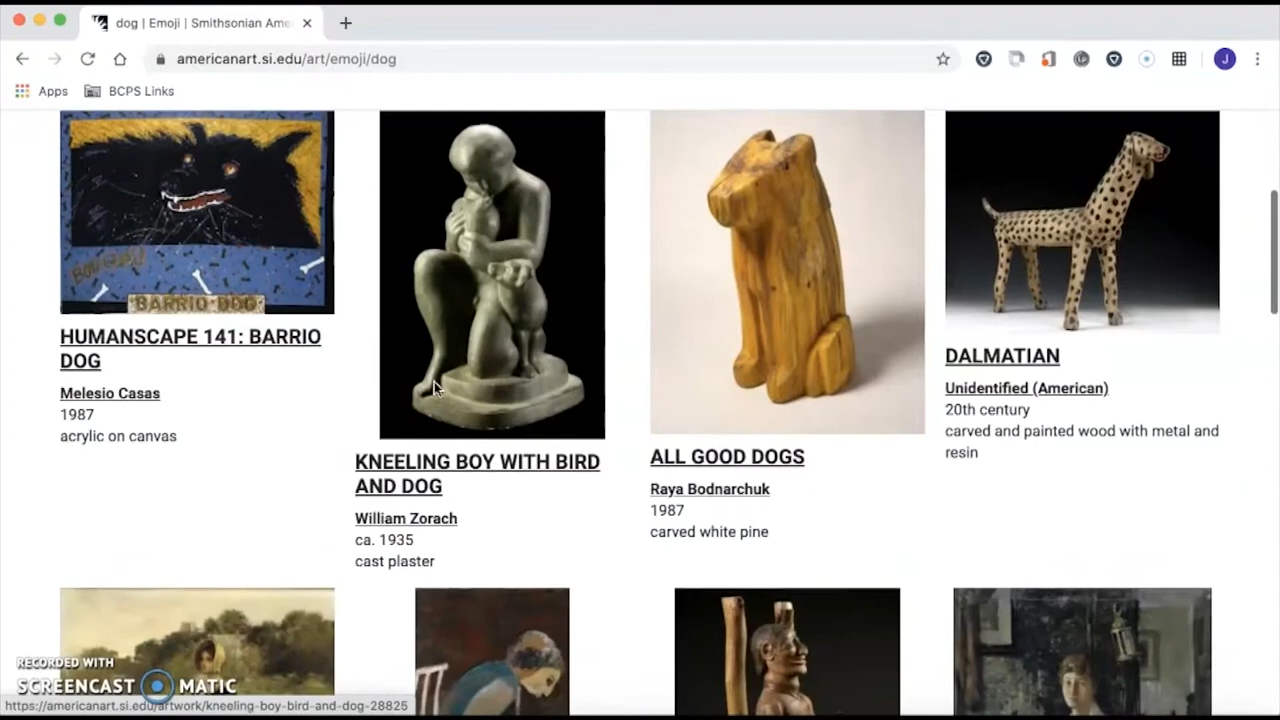 dog | Emoji | Smithsonian Ame
americanart.si.edu/art/emoji/dog
J
Apps
BCPS Links
BARRIO DOG
HUMANSCAPE 141: BARRIO
DOG
Melesio Casas
1987
acrylic on canvas
KNEELING BOY WITH BIRD
AND DOG
William Zorach
ca. 1935
cast plaster
ALL GOOD DOGS
Raya Bodnarchuk
1987
carved white pine
DALMATIAN
Unidentified (American)
20th century
carved and painted wood with metal and
resin
RECORDED WITH
SCREENCAST MATIC
https://americanart.si.edu/artwork/kneeling-boy-bird-and-dog-28825